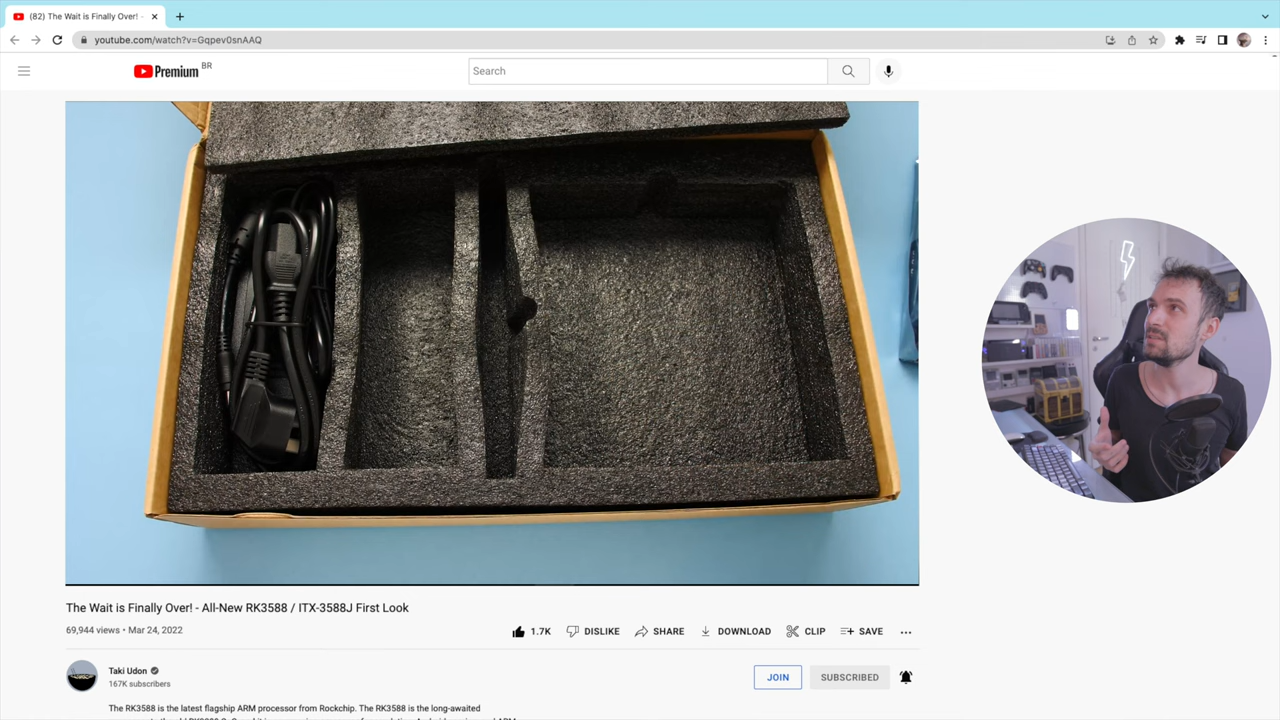 (82) The Wait is Finally Over! -
youtube.com/watch?v=Gqpev0snAAQ
Premium BR
Search
The Wait is Finally Over! - All-New RK3588 / ITX-3588J First Look
69,944 views • Mar 24, 2022
1.7K DISLIKE SHARE DOWNLOAD CLIP SAVE
Taki Udon
167K subscribers
JOIN SUBSCRIBED
The RK3588 is the latest flagship ARM processor from Rockchip. The RK3588 is the long-awaited